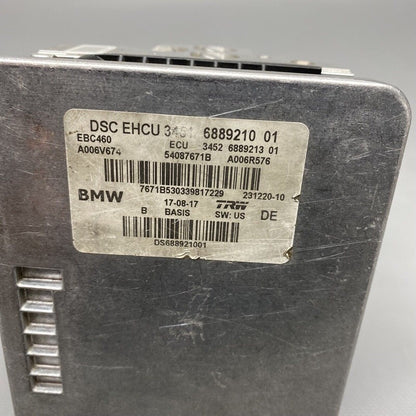 DSC EHCU 3451 6889210 01
EBC460 ECU 3452 6889213 01
A006V674 54087671B A006R576
7671B530339817229 231220-10
BMW 17-08-17 TRW DE
B BASIS SW: US
DS688921001